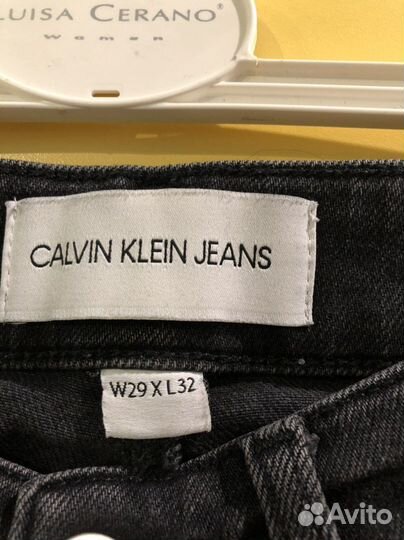 LUISA CERANO®
women
CALVIN KLEIN JEANS
W29 X L32
Avito